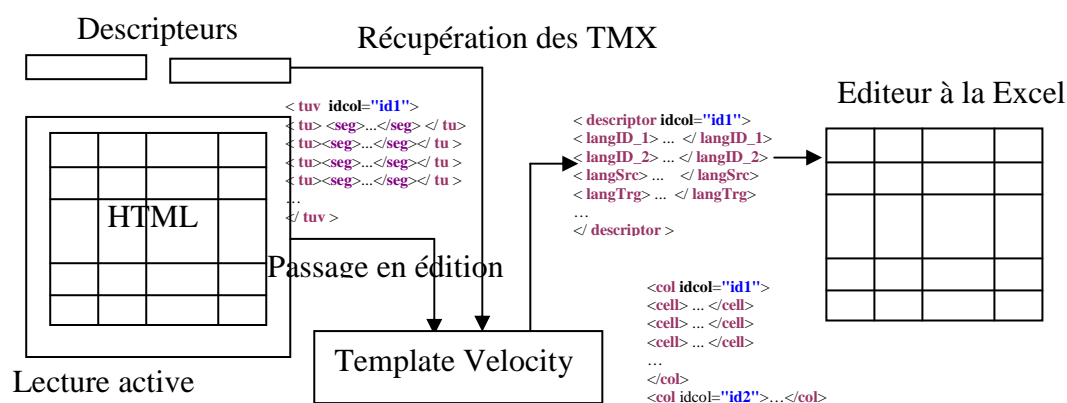 Descripteurs
Récupération des TMX
Editeur à la Excel
< tuv idcol="id1">
< tu> <seg>...</seg> </ tu>
< tu><seg>...</seg></ tu >
< tu><seg>...</seg></ tu >
< tu><seg>...</seg></ tu >
…
</ tuv >
< descriptor idcol="id1">
< langID_1> ... </ langID_1>
< langID_2> ... </ langID_2>
< langSrc> ... </ langSrc>
< langTrg> ... </ langTrg>
…
</ descriptor >
HTML
Passage en édition
<col idcol="id1">
<cell> ... </cell>
<cell> ... </cell>
<cell> ... </cell>
…
</col>
<col idcol="id2">…</col>
Template Velocity
Lecture active